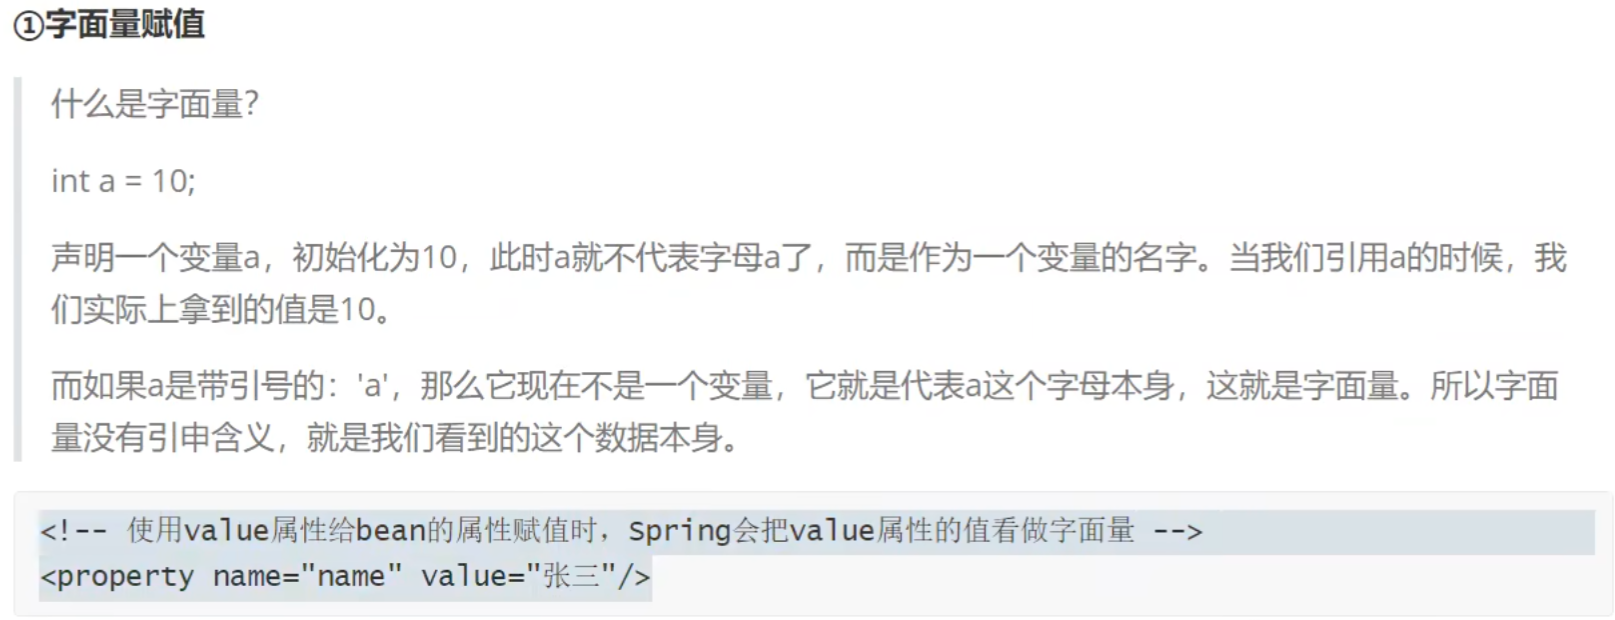 ①字面量赋值
什么是字面量？
int a = 10;
声明一个变量a，初始化为10，此时a就不代表字母a了，而是作为一个变量的名字。当我们引用a的时候，我
们实际上拿到的值是10。
而如果a是带引号的：'a'，那么它现在不是一个变量，它就是代表a这个字母本身，这就是字面量。所以字面
量没有引申含义，就是我们看到的这个数据本身。
<!-- 使用value属性给bean的属性赋值时，Spring会把value属性的值看做字面量 -->
<property name="name" value="张三"/>